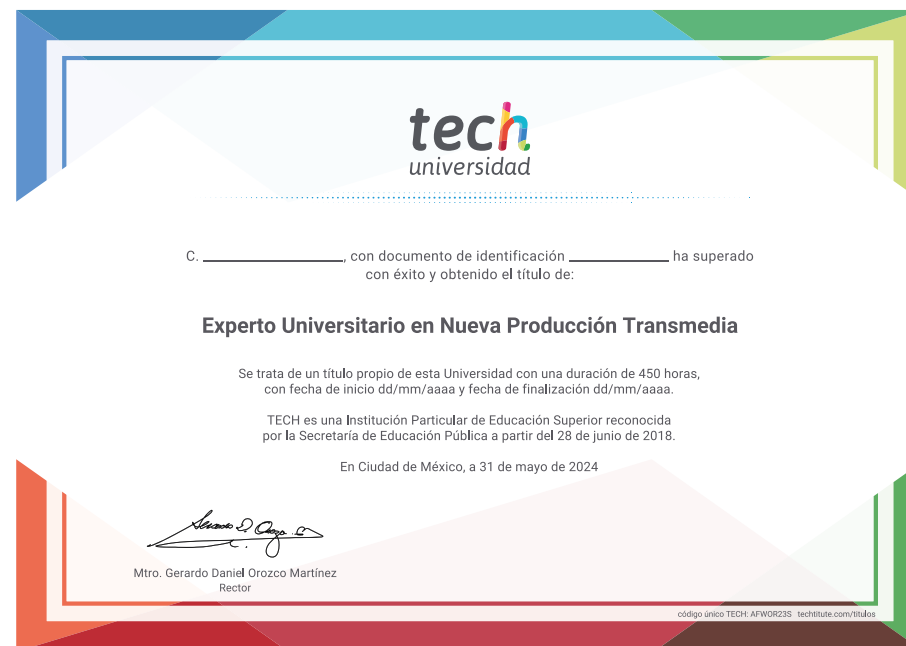 tech
universidad
C. ____________________, con documento de identificación ______________ ha superado
con éxito y obtenido el título de:
Experto Universitario en Nueva Producción Transmedia
Se trata de un título propio de esta Universidad con una duración de 450 horas,
con fecha de inicio dd/mm/aaaa y fecha de finalización dd/mm/aaaa.
TECH es una Institución Particular de Educación Superior reconocida
por la Secretaría de Educación Pública a partir del 28 de junio de 2018.
En Ciudad de México, a 31 de mayo de 2024
Mtro. Gerardo Daniel Orozco Martínez
Rector
código único TECH: AFWOR23S techtitute.com/titulos